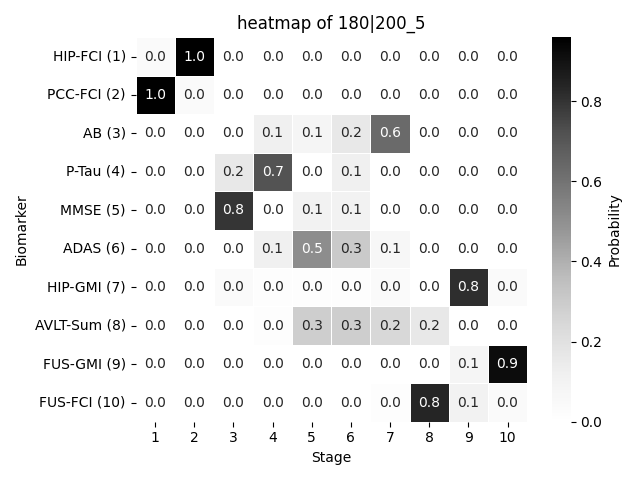 heatmap of 180|200_5
HIP-FCI (1) 0.0 1.0 0.0 0.0 0.0 0.0 0.0 0.0 0.0 0.0
PCC-FCI (2) 1.0 0.0 0.0 0.0 0.0 0.0 0.0 0.0 0.0 0.0
AB (3) 0.0 0.0 0.0 0.1 0.1 0.2 0.6 0.0 0.0 0.0
P-Tau (4) 0.0 0.0 0.2 0.7 0.0 0.1 0.0 0.0 0.0 0.0
MMSE (5) 0.0 0.0 0.8 0.0 0.1 0.1 0.0 0.0 0.0 0.0
ADAS (6) 0.0 0.0 0.0 0.1 0.5 0.3 0.1 0.0 0.0 0.0
HIP-GMI (7) 0.0 0.0 0.0 0.0 0.0 0.0 0.0 0.0 0.8 0.0
AVLT-Sum (8) 0.0 0.0 0.0 0.0 0.3 0.3 0.2 0.2 0.0 0.0
FUS-GMI (9) 0.0 0.0 0.0 0.0 0.0 0.0 0.0 0.0 0.1 0.9
FUS-FCI (10) 0.0 0.0 0.0 0.0 0.0 0.0 0.0 0.8 0.1 0.0
1 2 3 4 5 6 7 8 9 10
Stage
Biomarker
0.8
0.6
0.4
0.2
0.0
Probability